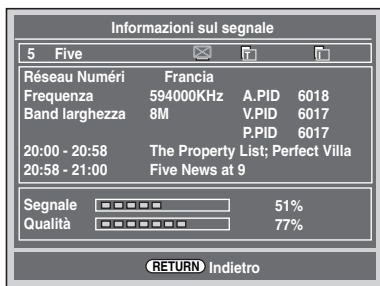 Informazioni sul segnale
5 Five T i
Réseau Numéri Francia
Frequenza 594000KHz A.PID 6018
Band larghezza 8M V.PID 6017
P.PID 6017
20:00 - 20:58 The Property List; Perfect Villa
20:58 - 21:00 Five News at 9
Segnale 51%
Qualità 77%
RETURN Indietro